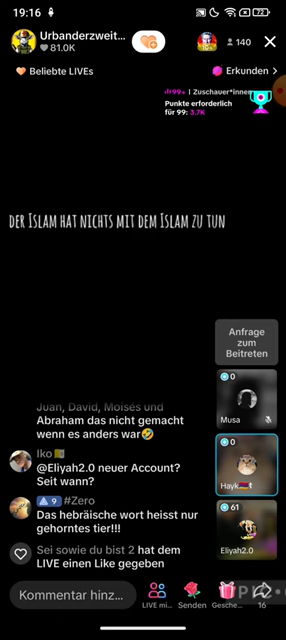 19:16
72
Urbanderzweit...
81.0K
140
Beliebte LIVEs
Erkunden >
99+ | Zuschauer*innen
Punkte erforderlich
für 99: 3.7K
DER ISLAM HAT NICHTS MIT DEM ISLAM ZU TUN
Anfrage
zum
Beitreten
0
Musa
Juan, David, Moisés und
Abraham das nicht gemacht
wenn es anders war🤣
Iko
@Eliyah2.0 neuer Account?
Seit wann?
0
Hayk
9 #Zero
Das hebräische wort heisst nur
gehorntes tier!!!
61
Eliyah2.0
Sei sowie du bist 2 hat dem
LIVE einen Like gegeben
Kommentar hinz...
LIVE mi...
Senden
Gesche...
16